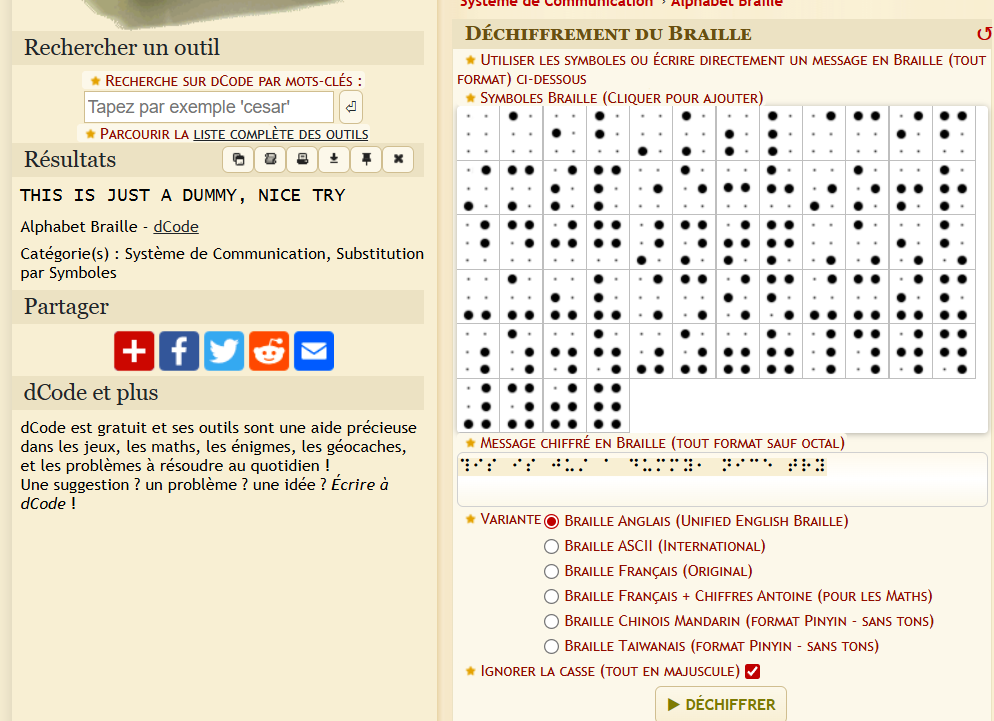 Rechercher un outil
Recherche sur dCode par mots-clés :
Tapez par exemple 'cesar'
Parcourir la liste complète des outils
Résultats
THIS IS JUST A DUMMY, NICE TRY
Alphabet Braille - dCode
Catégorie(s) : Système de Communication, Substitution
par Symboles
Partager
dCode et plus
dCode est gratuit et ses outils sont une aide précieuse
dans les jeux, les maths, les énigmes, les géocaches,
et les problèmes à résoudre au quotidien !
Une suggestion ? un problème ? une idée ? Écrire à
dCode !
Système de Communication › Alphabet Braille
Déchiffrement du Braille
Utiliser les symboles ou écrire directement un message en Braille (tout
format) ci-dessous
Symboles Braille (Cliquer pour ajouter)
Message chiffré en Braille (tout format sauf octal)
⠹⠊⠎ ⠊⠎ ⠚⠥⠌ ⠁ ⠙⠥⠍⠍⠽⠂ ⠝⠊⠉⠑ ⠞⠗⠽
Variante Braille Anglais (Unified English Braille)
Braille ASCII (International)
Braille Français (Original)
Braille Français + Chiffres Antoine (pour les Maths)
Braille Chinois Mandarin (format Pinyin - sans tons)
Braille Taiwanais (format Pinyin - sans tons)
Ignorer la casse (tout en majuscule)
▶ DÉCHIFFRER